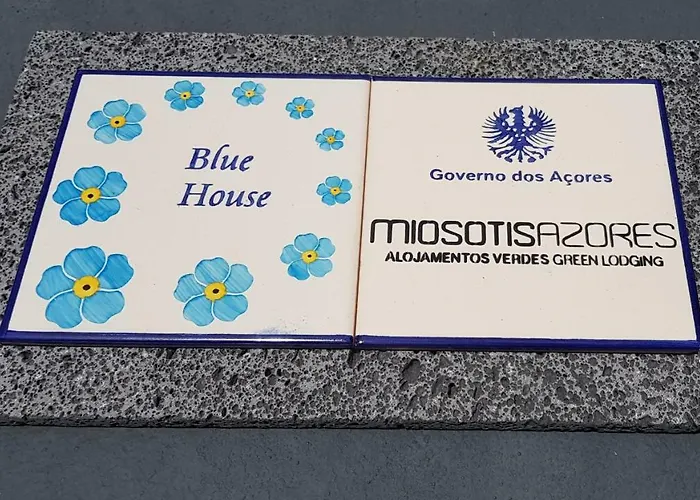 Blue
House
Governo dos Açores
MIOSOTISAZORES
ALOJAMENTOS VERDES GREEN LODGING